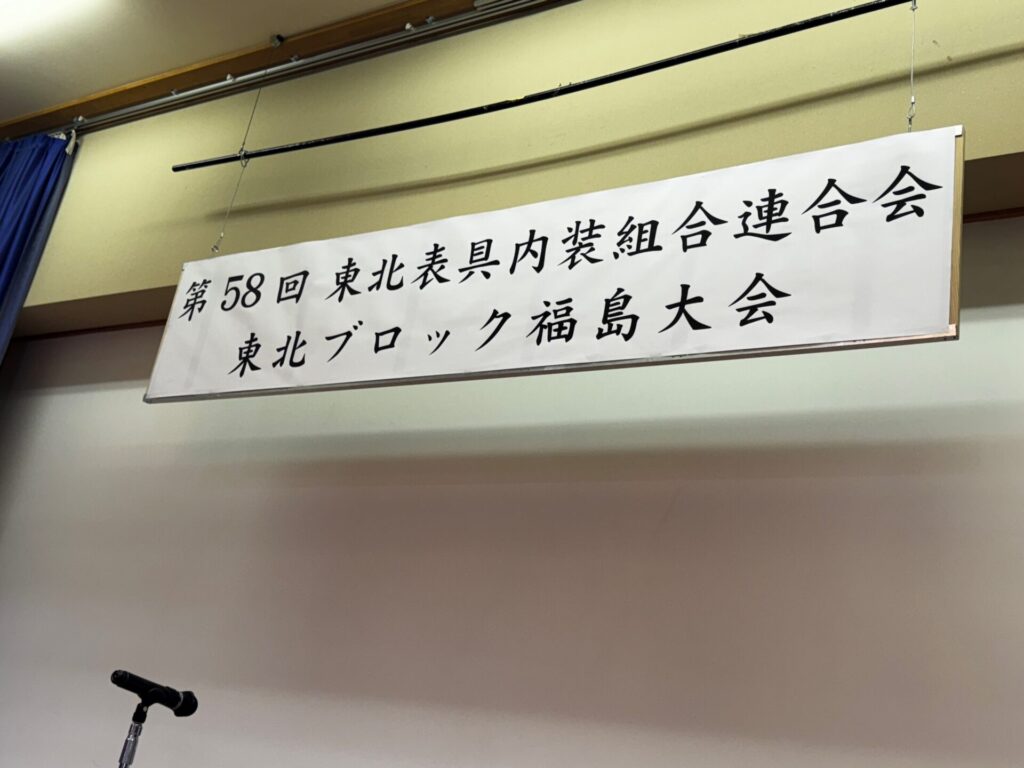 第58回 東北表具内装組合連合会
東北ブロック福島大会